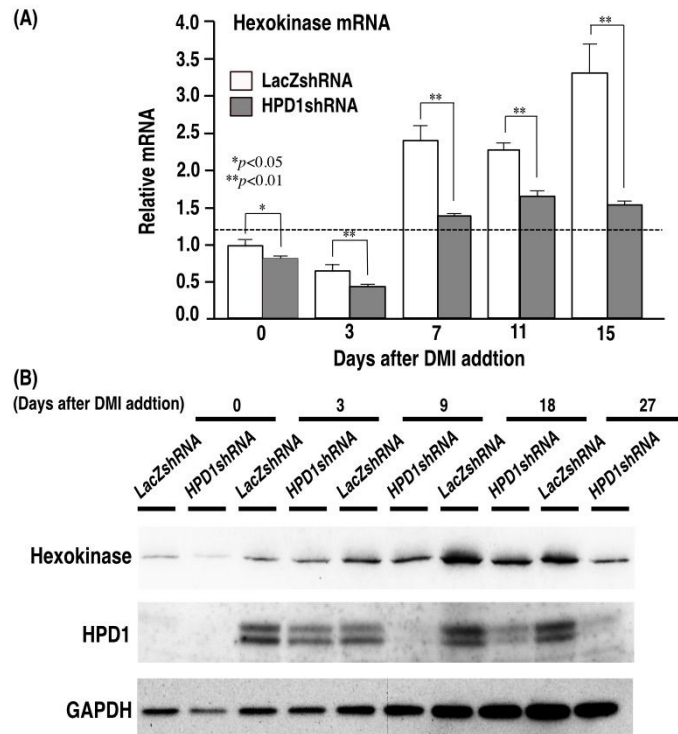 (A)
Hexokinase mRNA
LacZshRNA
HPD1shRNA
*p<0.05
**p<0.01
Relative mRNA
4.0
3.5
3.0
2.5
2.0
1.5
1.0
0.5
0.0
*
**
**
**
**
0 3 7 11 15
Days after DMI addtion
(B)
(Days after DMI addtion) 0 3 9 18 27
LacZshRNA HPD1shRNA LacZshRNA HPD1shRNA LacZshRNA HPD1shRNA LacZshRNA HPD1shRNA LacZshRNA HPD1shRNA
Hexokinase
HPD1
GAPDH